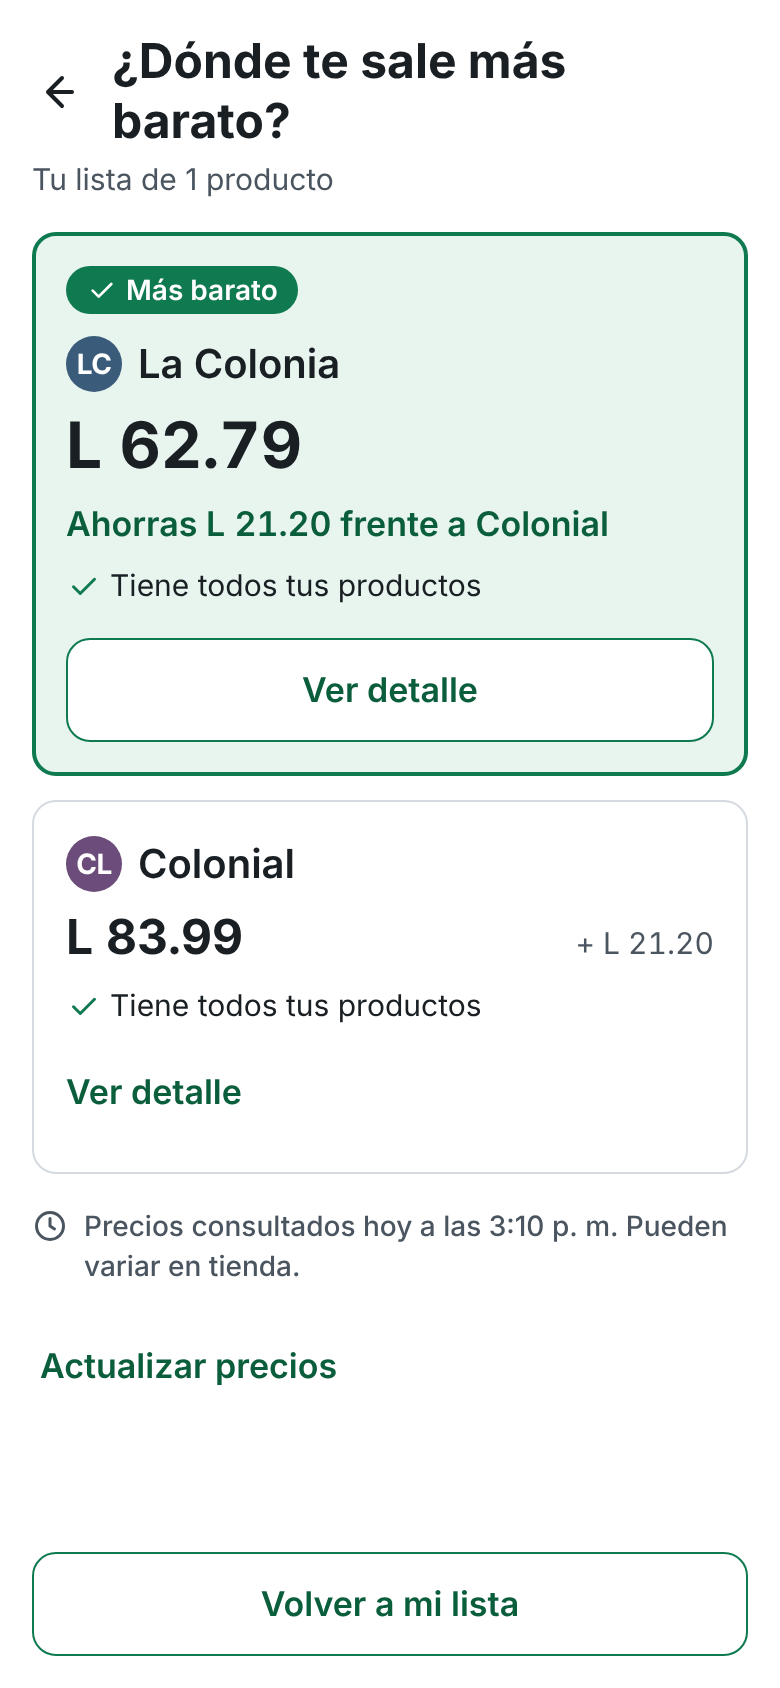 ¿Dónde te sale más
barato?
Tu lista de 1 producto
Más barato
LC La Colonia
L 62.79
Ahorras L 21.20 frente a Colonial
Tiene todos tus productos
Ver detalle
CL Colonial
L 83.99 + L 21.20
Tiene todos tus productos
Ver detalle
Precios consultados hoy a las 3:10 p. m. Pueden
variar en tienda.
Actualizar precios
Volver a mi lista